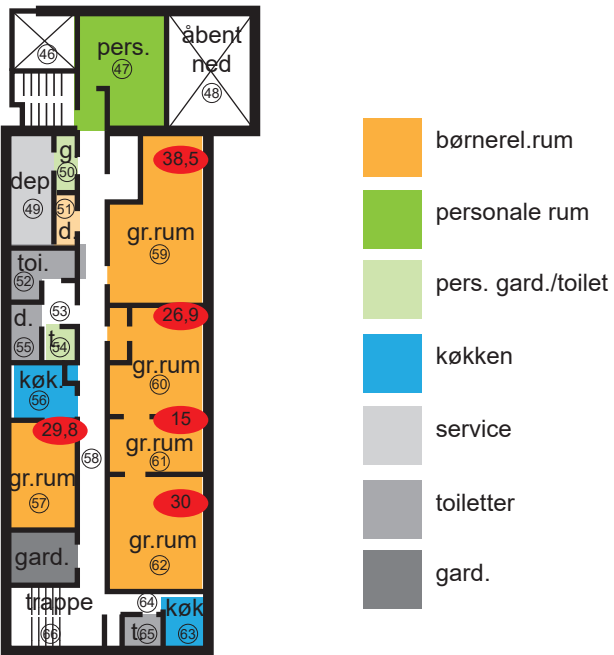 46
pers.
47
åbent
ned
48
38,5
g.
50
dep
49
51
d.
gr.rum
59
toi.
52
53
26,9
d.
55
t.
54
gr.rum
60
køk.
56
29,8
15
gr.rum
61
58
gr.rum
57
30
gr.rum
62
gard.
trappe
66
64
køk
63
t.
65
børnerel.rum
personale rum
pers. gard./toilet
køkken
service
toiletter
gard.